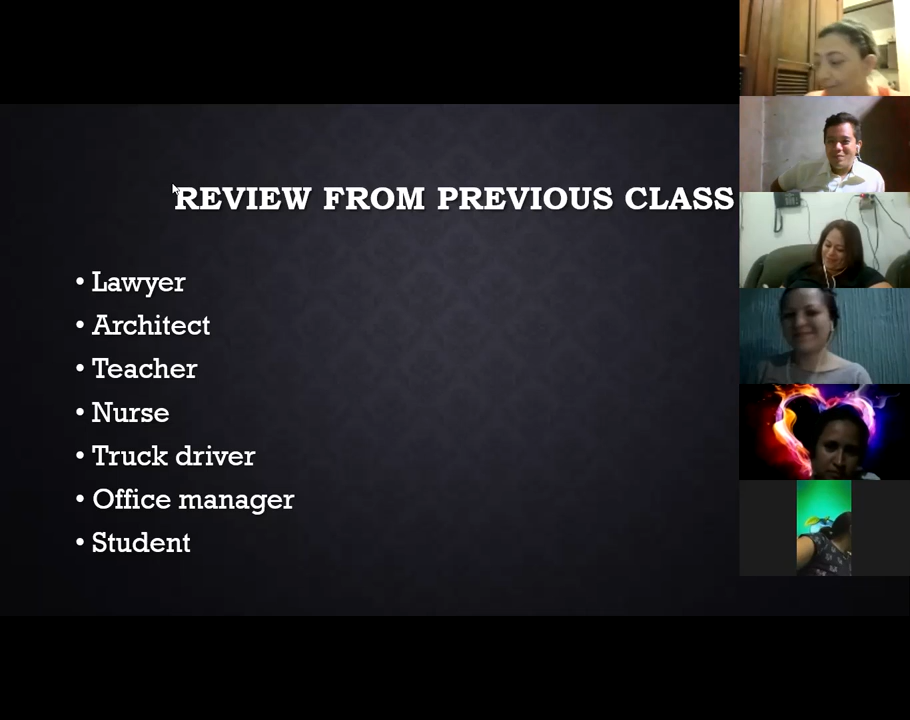 REVIEW FROM PREVIOUS CLASS
• Lawyer
• Architect
• Teacher
• Nurse
• Truck driver
• Office manager
• Student